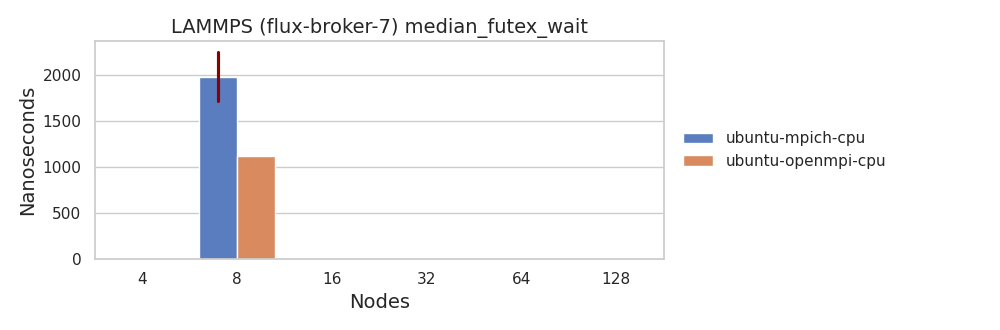 LAMMPS (flux-broker-7) median_futex_wait
Nanoseconds
2000
1500
1000
500
0
4 8 16 32 64 128
Nodes
ubuntu-mpich-cpu
ubuntu-openmpi-cpu